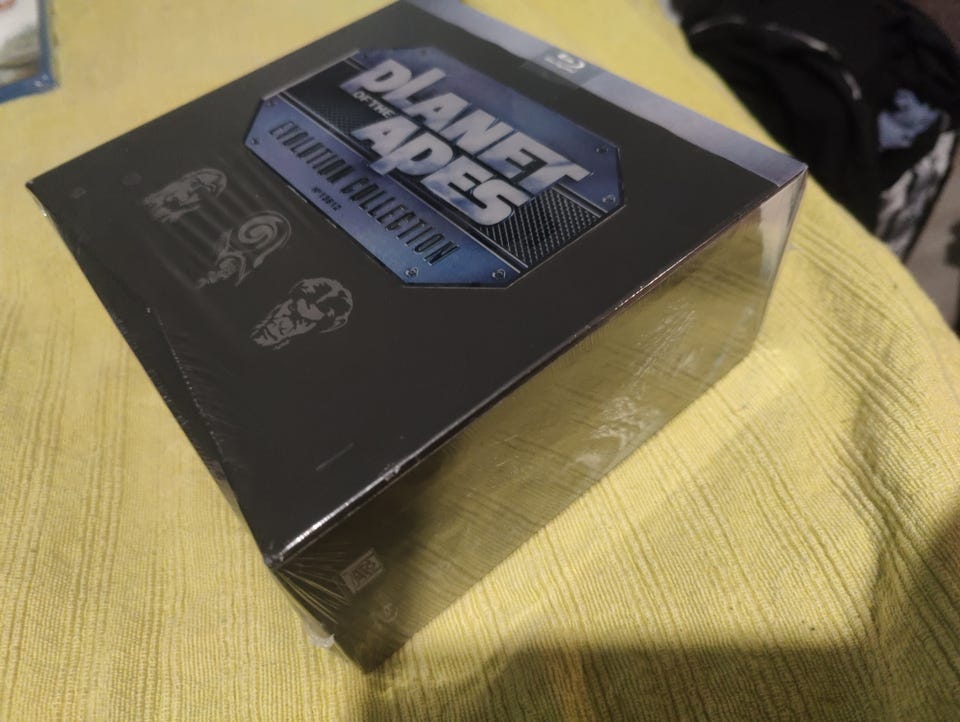 PLANET
OF THE
APES
EVOLUTION COLLECTION